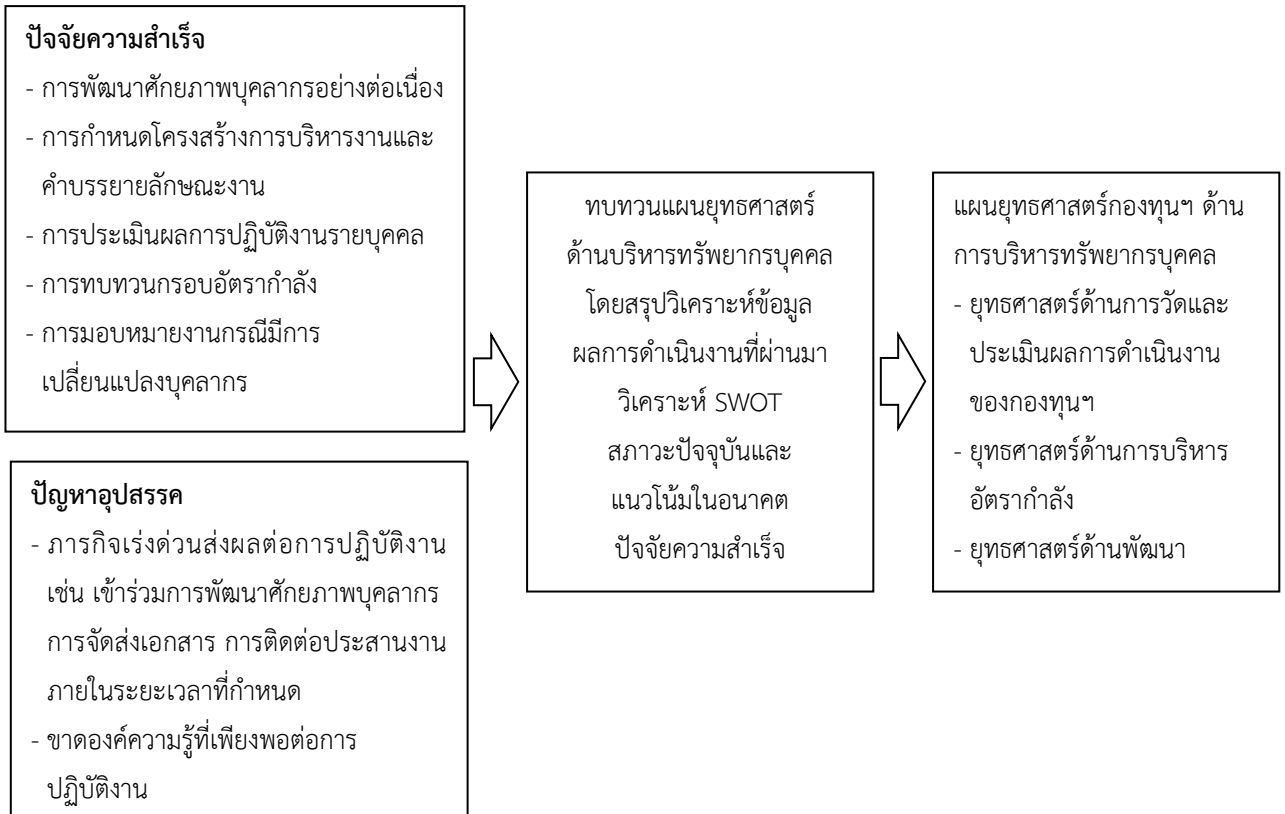 ปัจจัยความสำเร็จ
- การพัฒนาศักยภาพบุคลากรอย่างต่อเนื่อง
- การกำหนดโครงสร้างการบริหารงานและ
คำบรรยายลักษณะงาน
- การประเมินผลการปฏิบัติงานรายบุคคล
- การทบทวนกรอบอัตรากำลัง
- การมอบหมายงานกรณีมีการ
เปลี่ยนแปลงบุคลากร
ปัญหาอุปสรรค
- ภารกิจเร่งด่วนส่งผลต่อการปฏิบัติงาน
เช่น เข้าร่วมการพัฒนาศักยภาพบุคลากร
การจัดส่งเอกสาร การติดต่อประสานงาน
ภายในระยะเวลาที่กำหนด
- ขาดองค์ความรู้ที่เพียงพอต่อการ
ปฏิบัติงาน
ทบทวนแผนยุทธศาสตร์
ด้านบริหารทรัพยากรบุคคล
โดยสรุปวิเคราะห์ข้อมูล
ผลการดำเนินงานที่ผ่านมา
วิเคราะห์ SWOT
สภาวะปัจจุบันและ
แนวโน้มในอนาคต
ปัจจัยความสำเร็จ
แผนยุทธศาสตร์กองทุนฯ ด้าน
การบริหารทรัพยากรบุคคล
- ยุทธศาสตร์ด้านการวัดและ
ประเมินผลการดำเนินงาน
ของกองทุนฯ
- ยุทธศาสตร์ด้านการบริหาร
อัตรากำลัง
- ยุทธศาสตร์ด้านพัฒนา